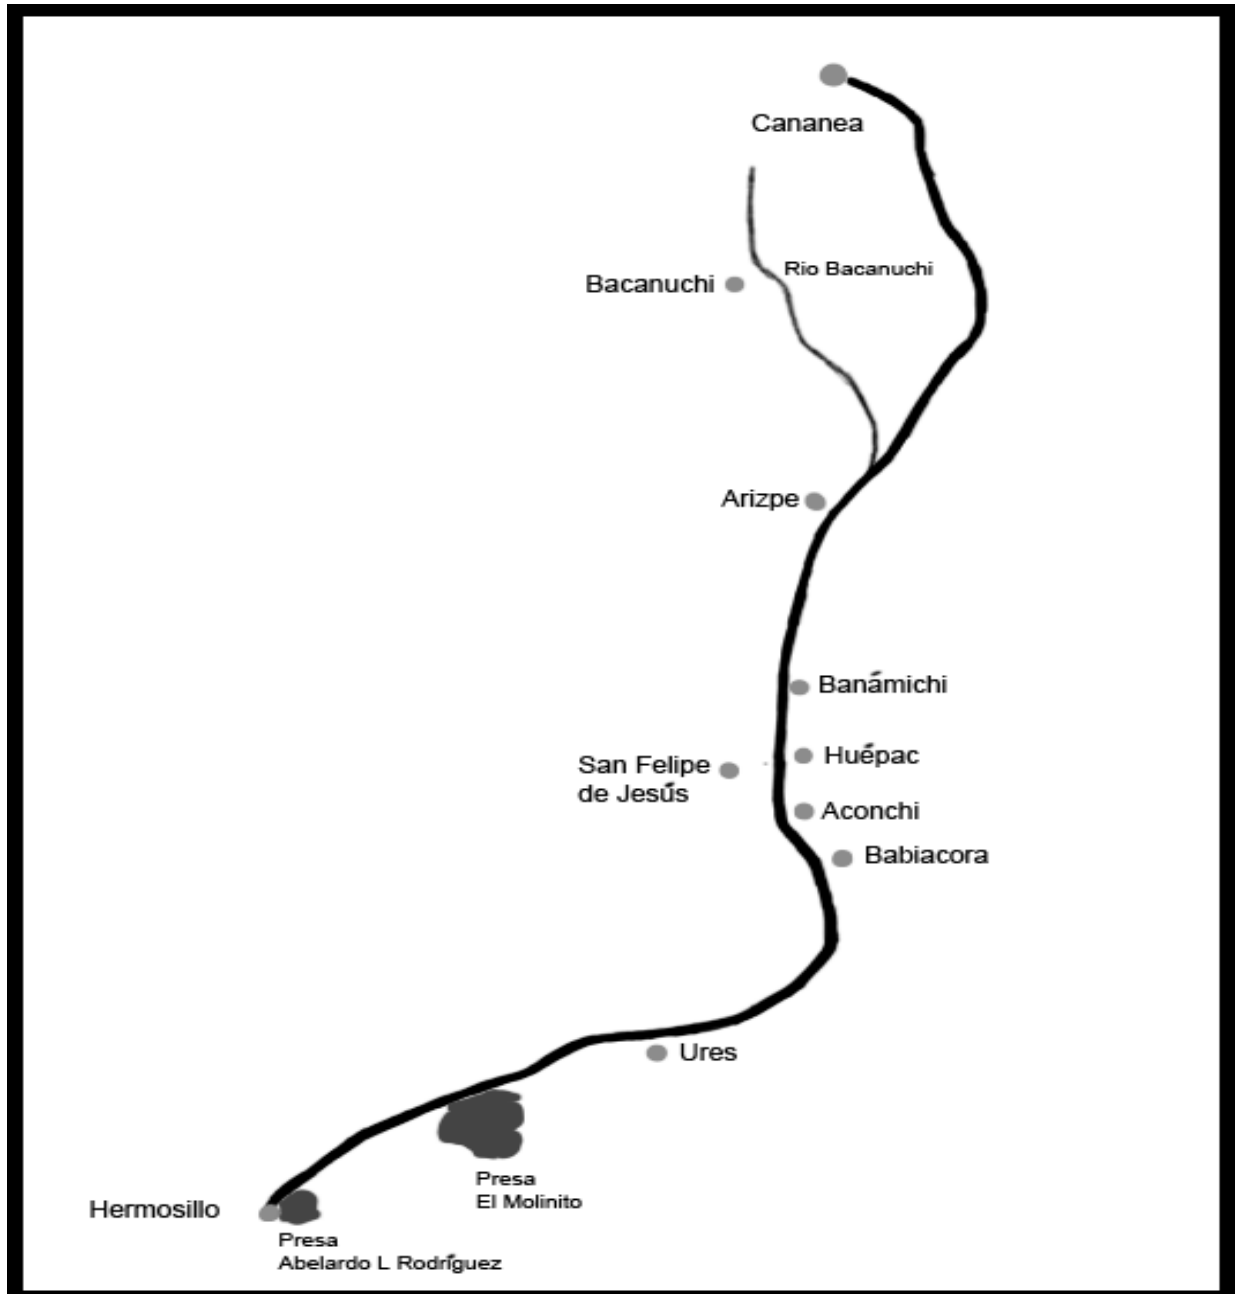 Cananea
Rio Bacanuchi
Bacanuchi
Arizpe
Banámichi
Huépac
San Felipe
de Jesús
Aconchi
Babiacora
Ures
Presa
El Molinito
Hermosillo
Presa
Abelardo L Rodríguez